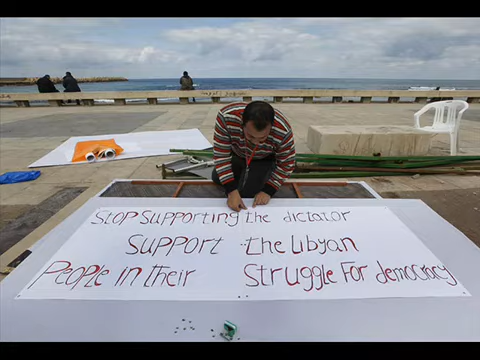 Stop Supporting the dictator
Support the Libyan
People in their Struggle For democracy